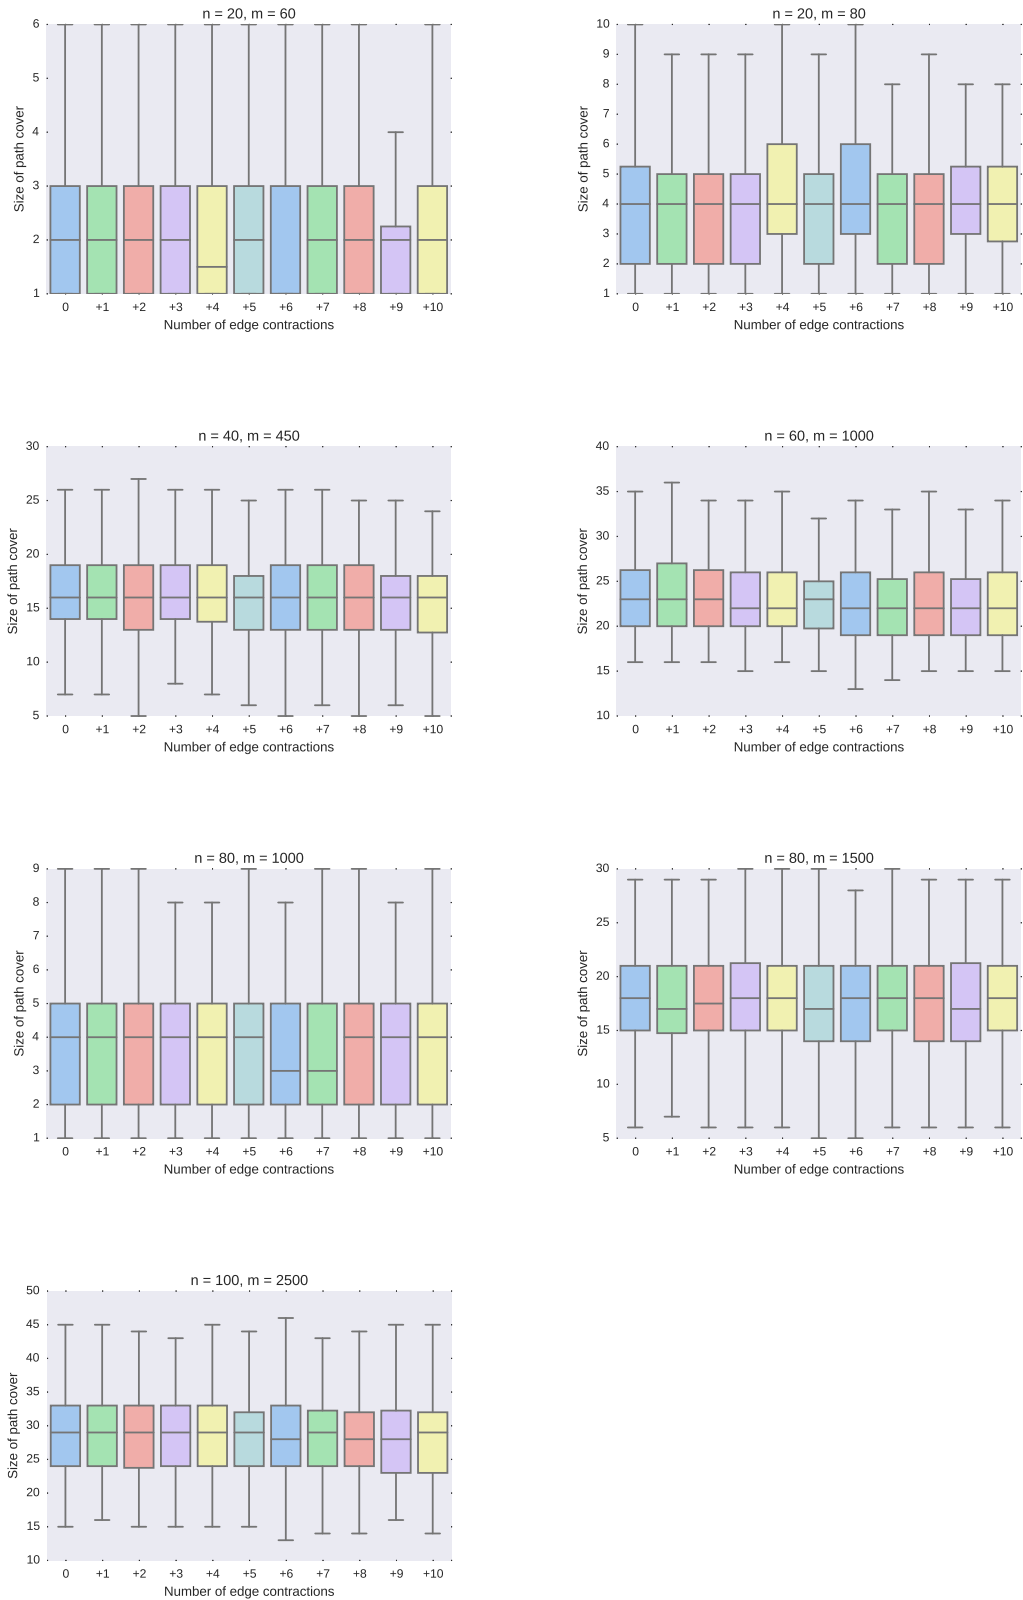 n = 20, m = 60
6
5
4
3
2
1
Size of path cover
0 +1 +2 +3 +4 +5 +6 +7 +8 +9 +10
Number of edge contractions
n = 20, m = 80
10
9
8
7
6
5
4
3
2
1
Size of path cover
0 +1 +2 +3 +4 +5 +6 +7 +8 +9 +10
Number of edge contractions
n = 40, m = 450
30
25
20
15
10
5
Size of path cover
0 +1 +2 +3 +4 +5 +6 +7 +8 +9 +10
Number of edge contractions
n = 60, m = 1000
40
35
30
25
20
15
10
Size of path cover
0 +1 +2 +3 +4 +5 +6 +7 +8 +9 +10
Number of edge contractions
n = 80, m = 1000
9
8
7
6
5
4
3
2
1
Size of path cover
0 +1 +2 +3 +4 +5 +6 +7 +8 +9 +10
Number of edge contractions
n = 80, m = 1500
30
25
20
15
10
5
Size of path cover
0 +1 +2 +3 +4 +5 +6 +7 +8 +9 +10
Number of edge contractions
n = 100, m = 2500
50
45
40
35
30
25
20
15
10
Size of path cover
0 +1 +2 +3 +4 +5 +6 +7 +8 +9 +10
Number of edge contractions